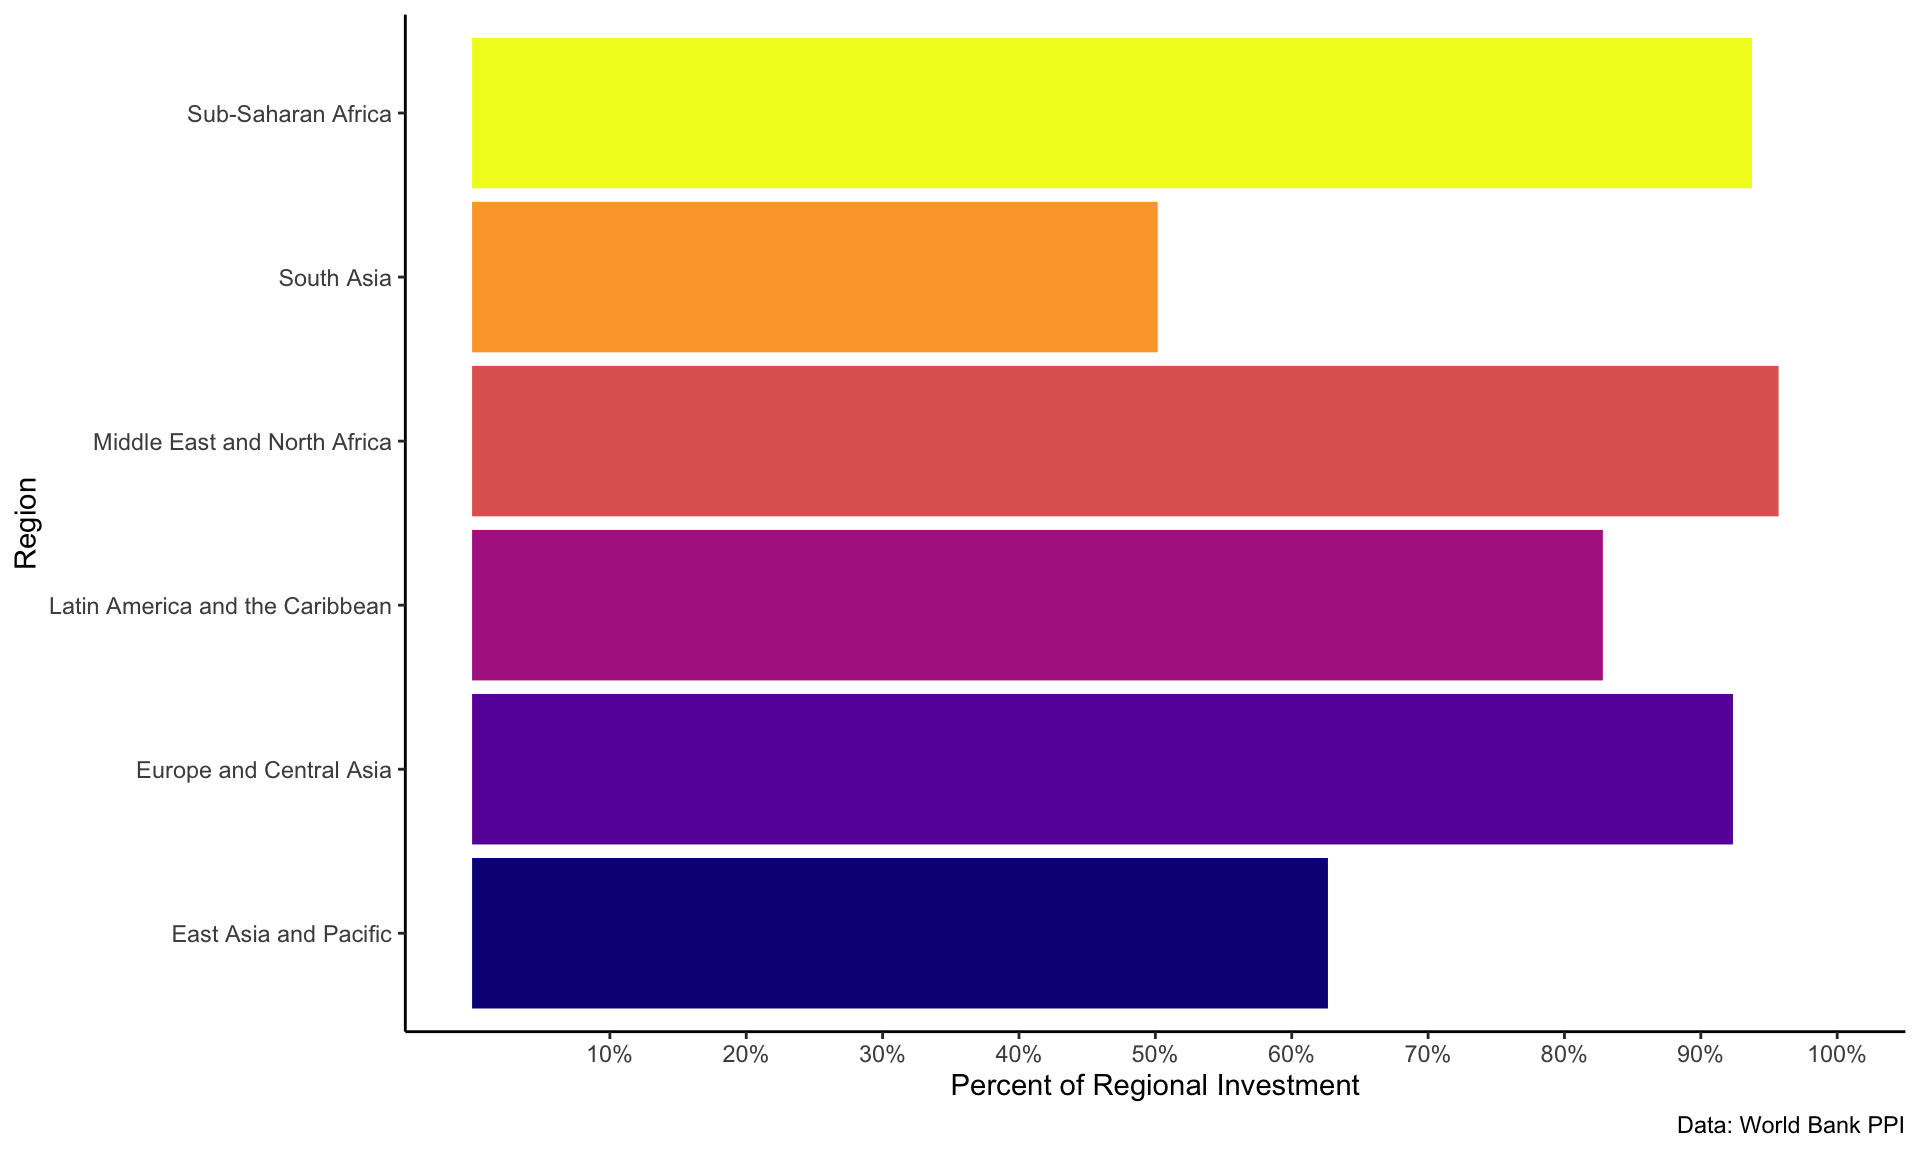 Sub-Saharan Africa
South Asia
Middle East and North Africa
Latin America and the Caribbean
Europe and Central Asia
East Asia and Pacific
Region
10% 20% 30% 40% 50% 60% 70% 80% 90% 100%
Percent of Regional Investment
Data: World Bank PPI